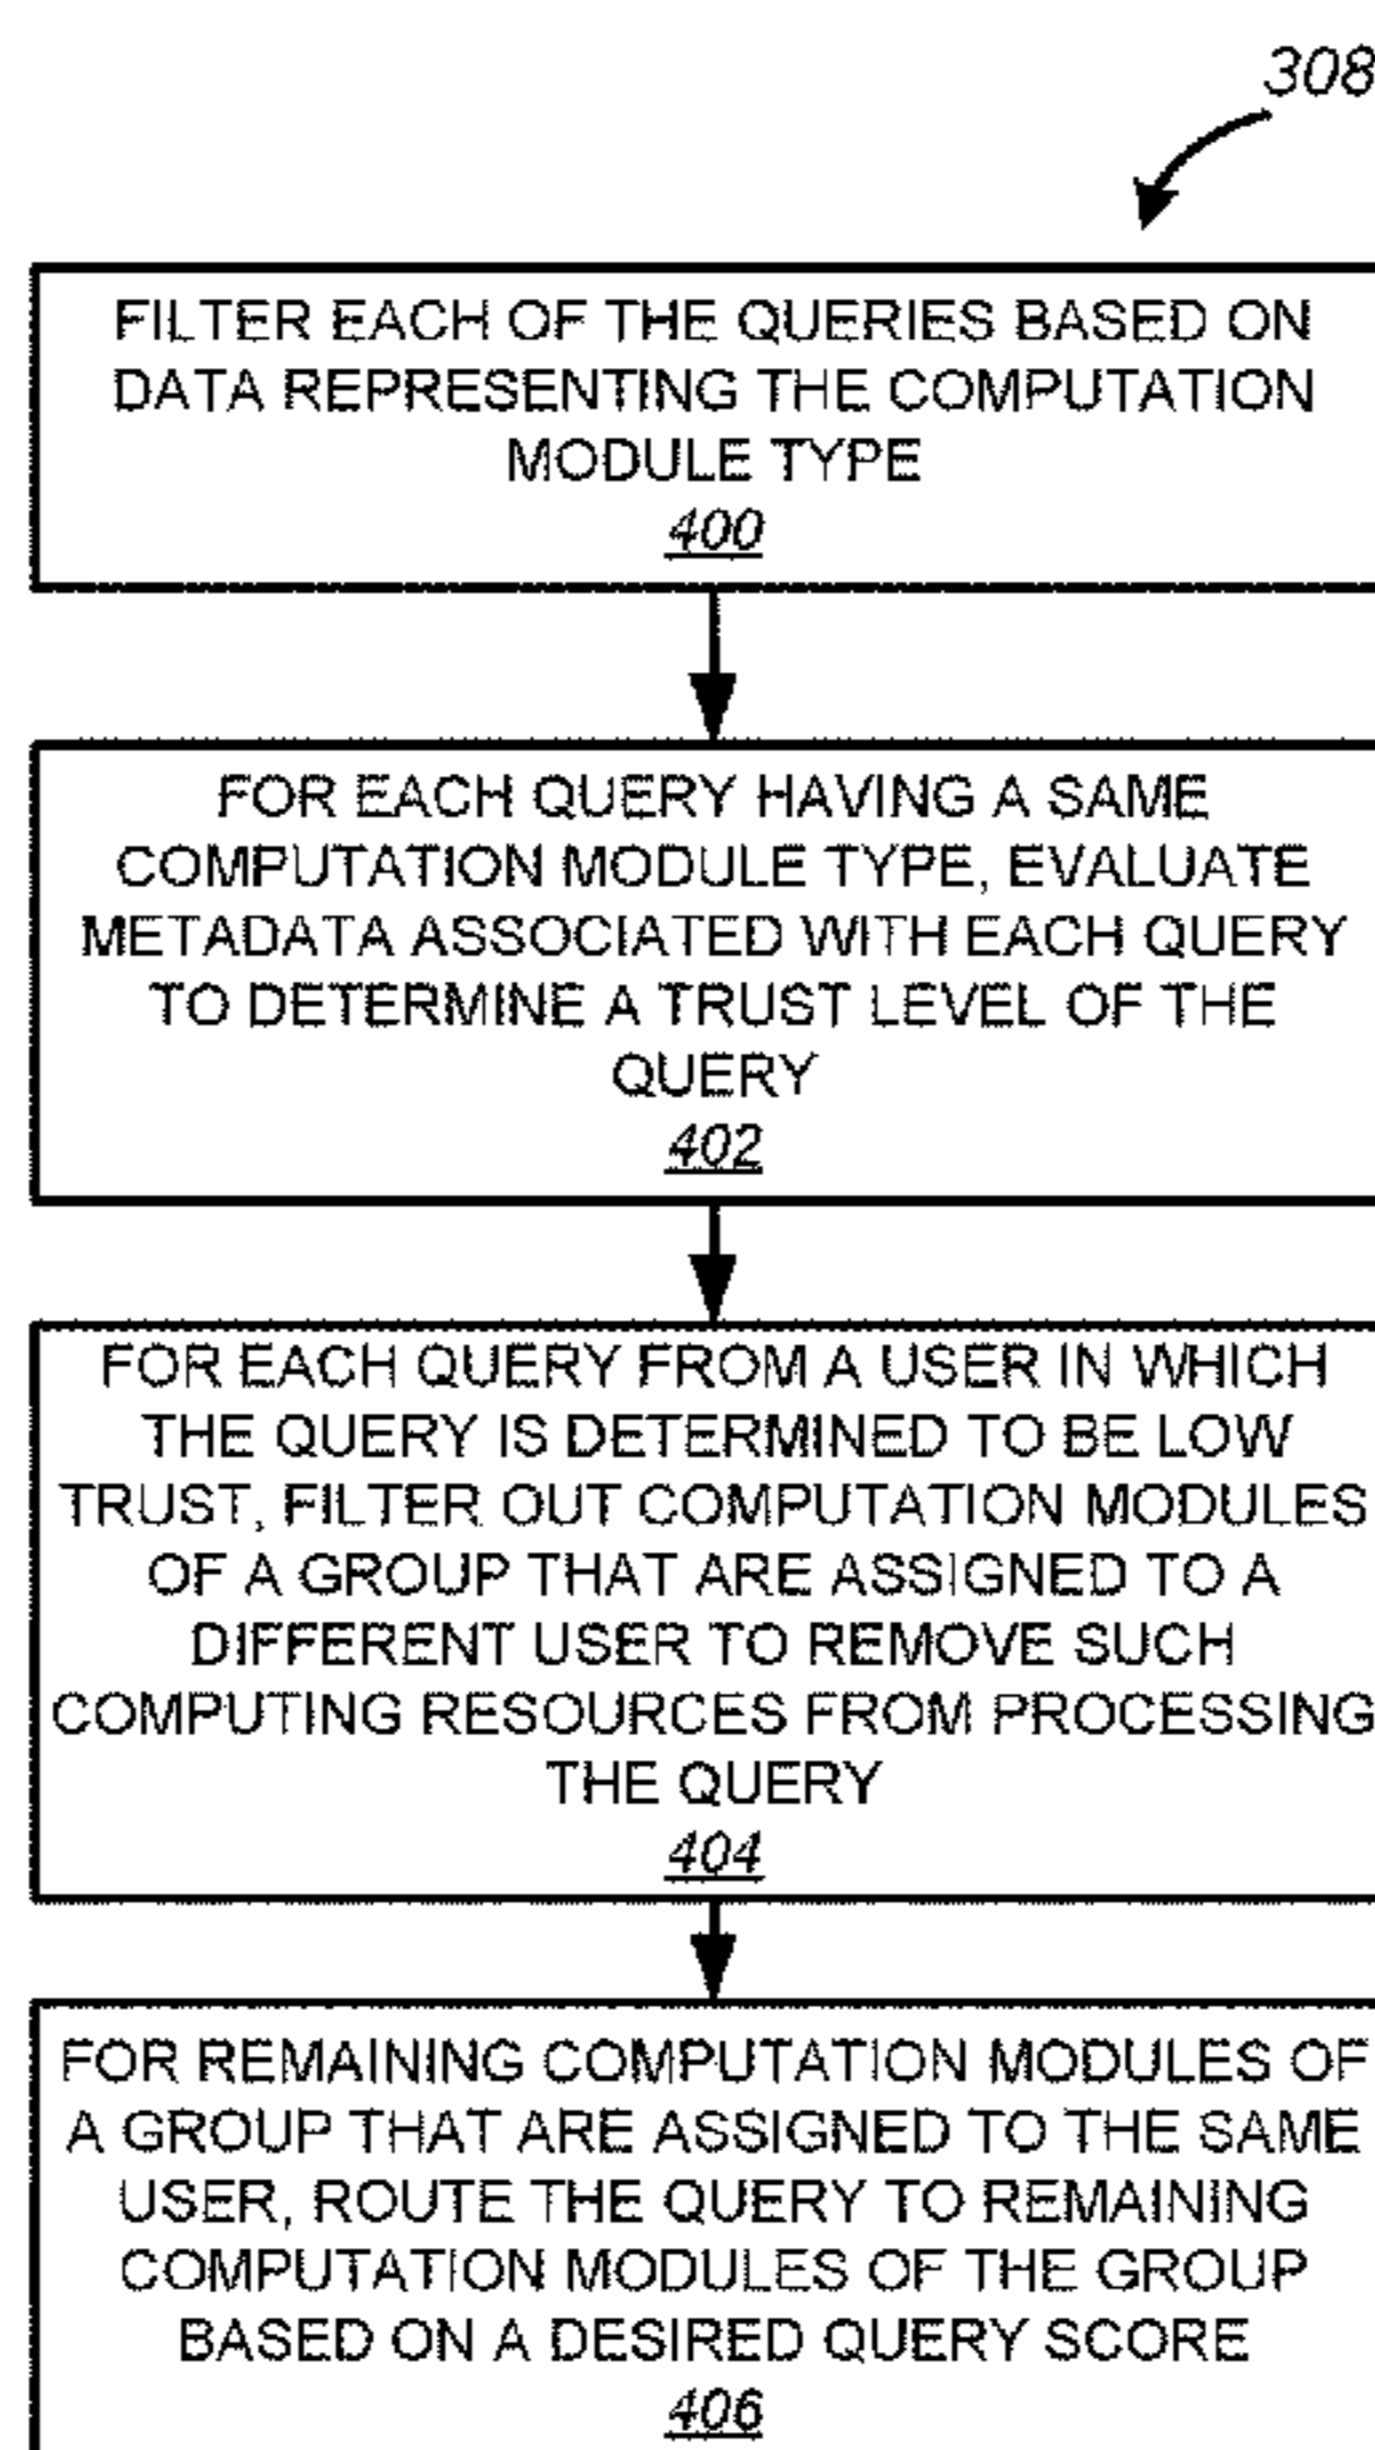 308
FILTER EACH OF THE QUERIES BASED ON
DATA REPRESENTING THE COMPUTATION
MODULE TYPE
400
FOR EACH QUERY HAVING A SAME
COMPUTATION MODULE TYPE, EVALUATE
METADATA ASSOCIATED WITH EACH QUERY
TO DETERMINE A TRUST LEVEL OF THE
QUERY
402
FOR EACH QUERY FROM A USER IN WHICH
THE QUERY IS DETERMINED TO BE LOW
TRUST, FILTER OUT COMPUTATION MODULES
OF A GROUP THAT ARE ASSIGNED TO A
DIFFERENT USER TO REMOVE SUCH
COMPUTING RESOURCES FROM PROCESSING
THE QUERY
404
FOR REMAINING COMPUTATION MODULES OF
A GROUP THAT ARE ASSIGNED TO THE SAME
USER, ROUTE THE QUERY TO REMAINING
COMPUTATION MODULES OF THE GROUP
BASED ON A DESIRED QUERY SCORE
406